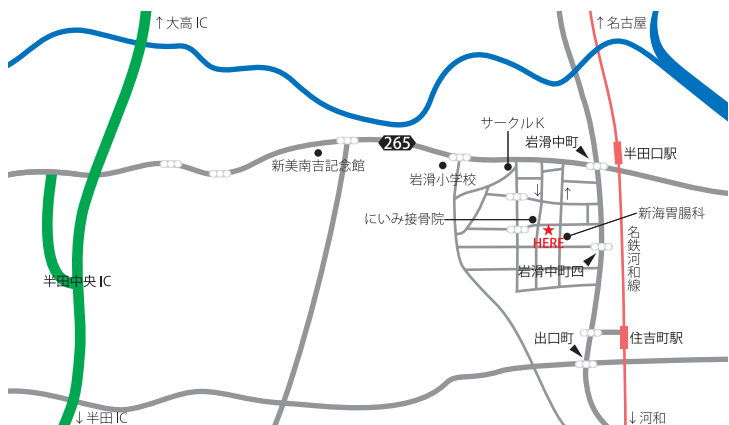 ↑大高IC
↑名古屋
サークルK
265
岩滑中町
半田口駅
新美南吉記念館
岩滑小学校
↓
↑
にいみ接骨院
新海胃腸科
HERE
名鉄河和線
岩滑中町四
半田中央IC
出口町
住吉町駅
↓半田IC
↓河和